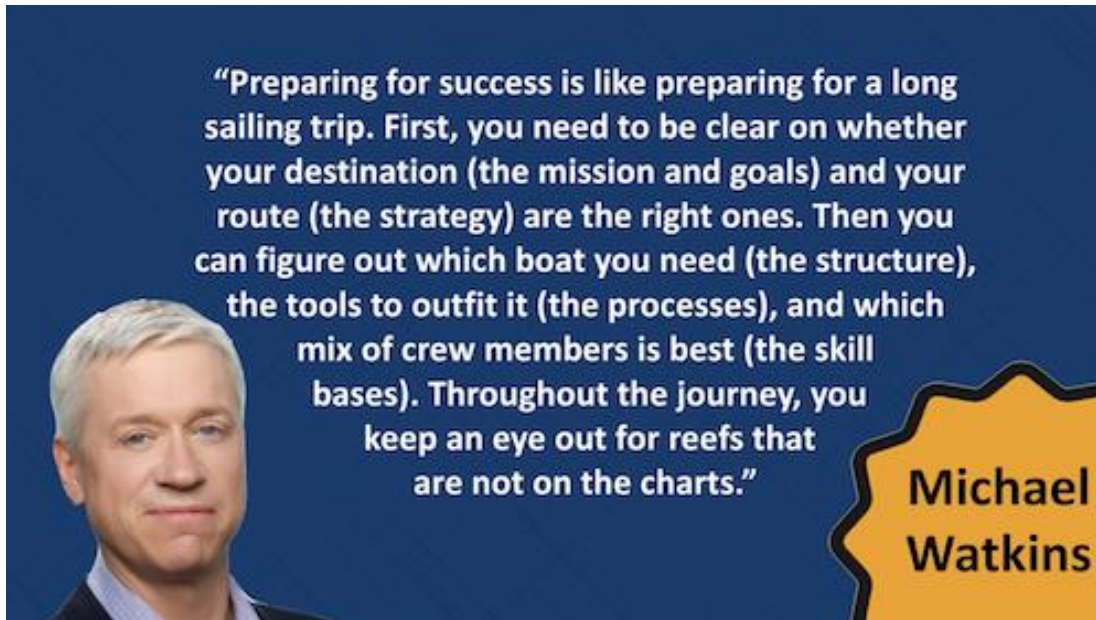 “Preparing for success is like preparing for a long
sailing trip. First, you need to be clear on whether
your destination (the mission and goals) and your
route (the strategy) are the right ones. Then you
can figure out which boat you need (the structure),
the tools to outfit it (the processes), and which
mix of crew members is best (the skill
bases). Throughout the journey, you
keep an eye out for reefs that
are not on the charts.”
Michael
Watkins